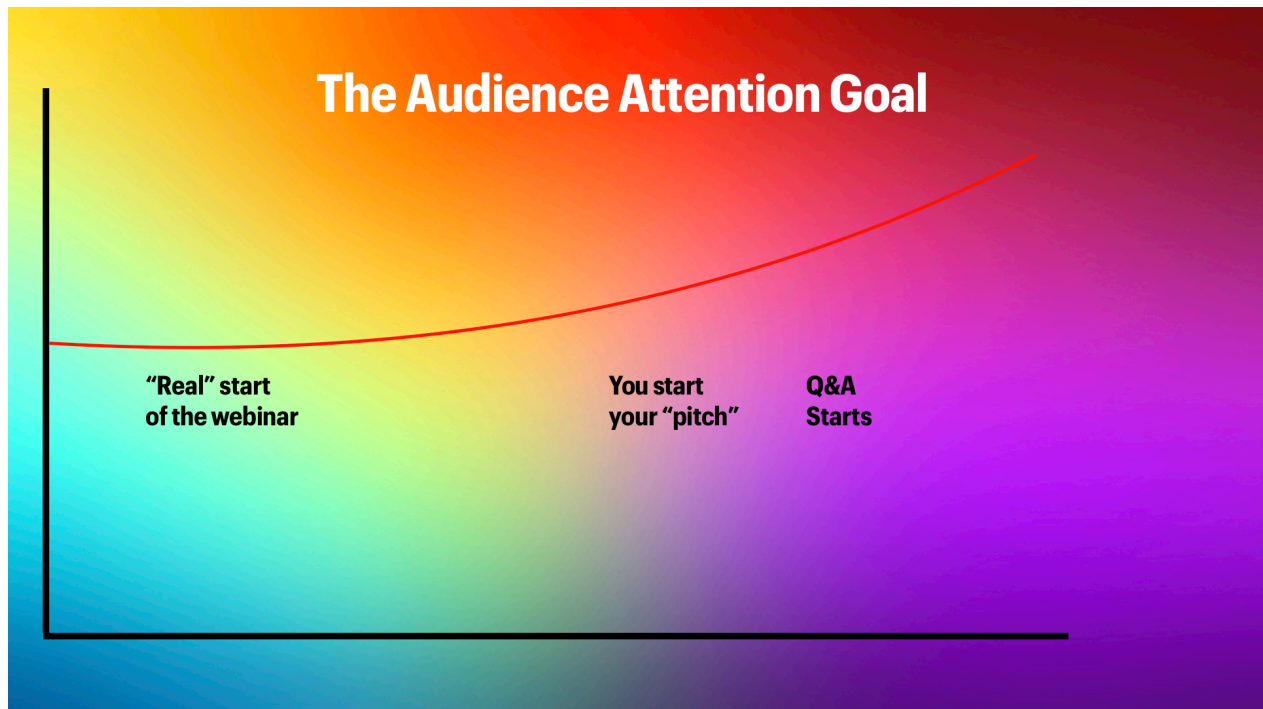 The Audience Attention Goal
“Real” start
of the webinar
You start
your “pitch”
Q&A
Starts